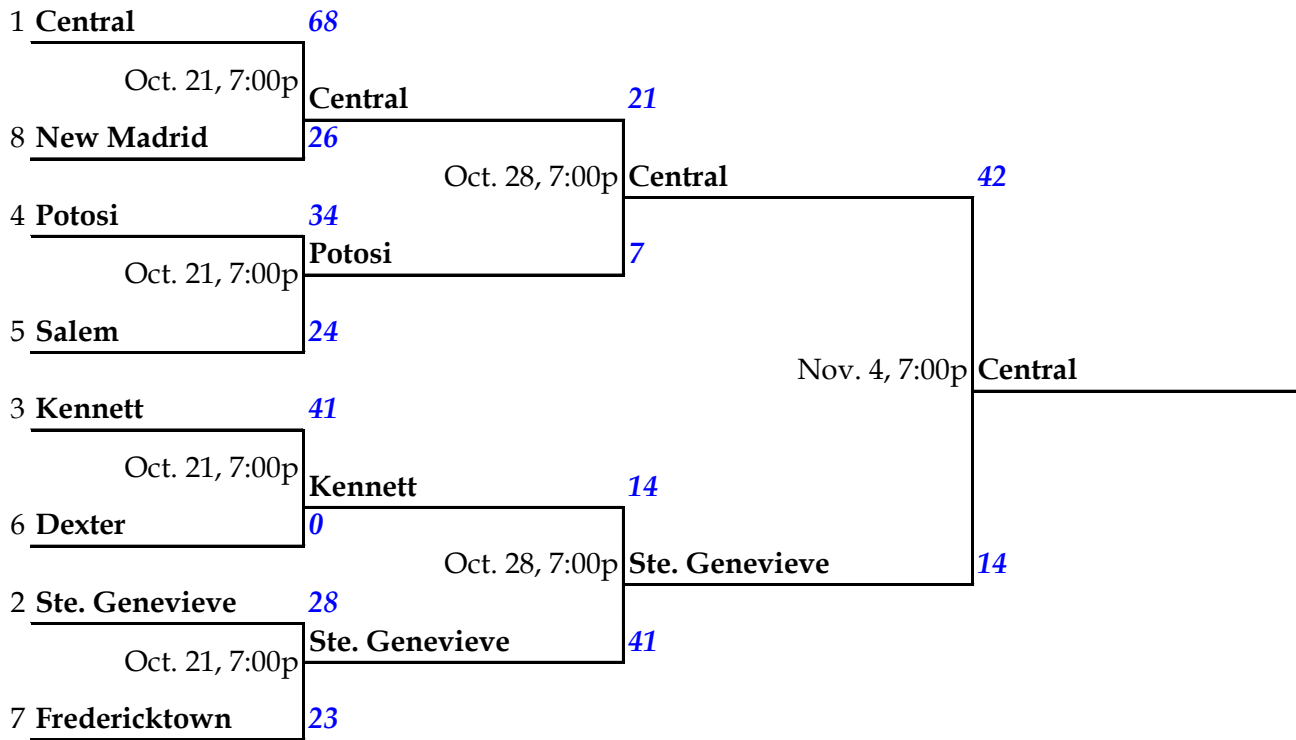 1 Central 68
Oct. 21, 7:00p
Central 21
8 New Madrid 26
Oct. 28, 7:00p Central 42
4 Potosi 34
Potosi 7
Oct. 21, 7:00p
5 Salem 24
Nov. 4, 7:00p Central
3 Kennett 41
Oct. 21, 7:00p
Kennett 14
6 Dexter 0
Oct. 28, 7:00p Ste. Genevieve 14
2 Ste. Genevieve 28
Ste. Genevieve 41
Oct. 21, 7:00p
7 Fredericktown 23